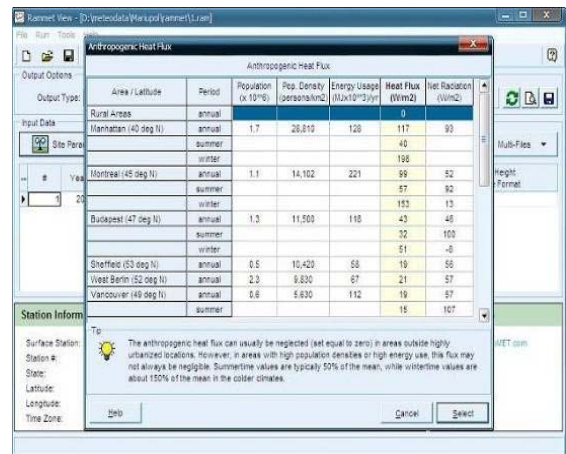 Rammet View - [D:\meteodata\Mariupol\rammet\1.ram]
File Run Tools Help
Output Options
Output Type:
Input Data
Site Para
# Yea
1 20
Multi-Files
Height
Format
Station Inform
Surface Station:
Station #:
State:
Latitude:
Longitude:
Time Zone:
MET.com
Anthropogenic Heat Flux
Anthropogenic Heat Flux
Area / Latitude Period Population (x 10**6) Pop. Density (persons/km2) Energy Usage (MJx10**3)/yr Heat Flux (W/m2) Net Radiation (W/m2)
Rural Areas annual 0
Manhattan (40 deg N) annual 1.7 28,810 128 117 93
summer 40
winter 198
Montreal (45 deg N) annual 1.1 14,102 221 99 52
summer 57 92
winter 153 13
Budapest (47 deg N) annual 1.3 11,500 118 43 46
summer 32 100
winter 51 -8
Sheffield (53 deg N) annual 0.5 10,420 58 19 56
West Berlin (52 deg N) annual 2.3 9,830 67 21 57
Vancouver (49 deg N) annual 0.6 5,630 112 19 57
summer 15 107
Tip
The anthropogenic heat flux can usually be neglected (set equal to zero) in areas outside highly
urbanized locations. However, in areas with high population densities or high energy use, this flux may
not always be negligible. Summertime values are typically 50% of the mean, while wintertime values are
about 150% of the mean in the colder climates.
Help Cancel Select